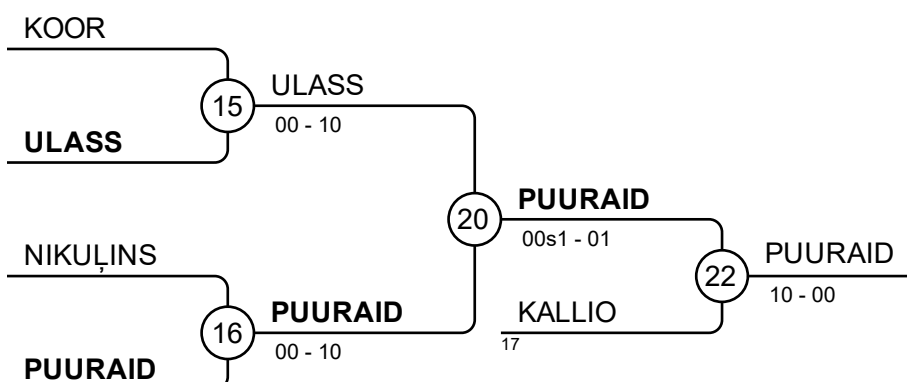 KOOR
15
ULASS
00 - 10
ULASS
20
PUURAID
00s1 - 01
NIKUĻINS
22
PUURAID
10 - 00
16
PUURAID
00 - 10
KALLIO
17
PUURAID